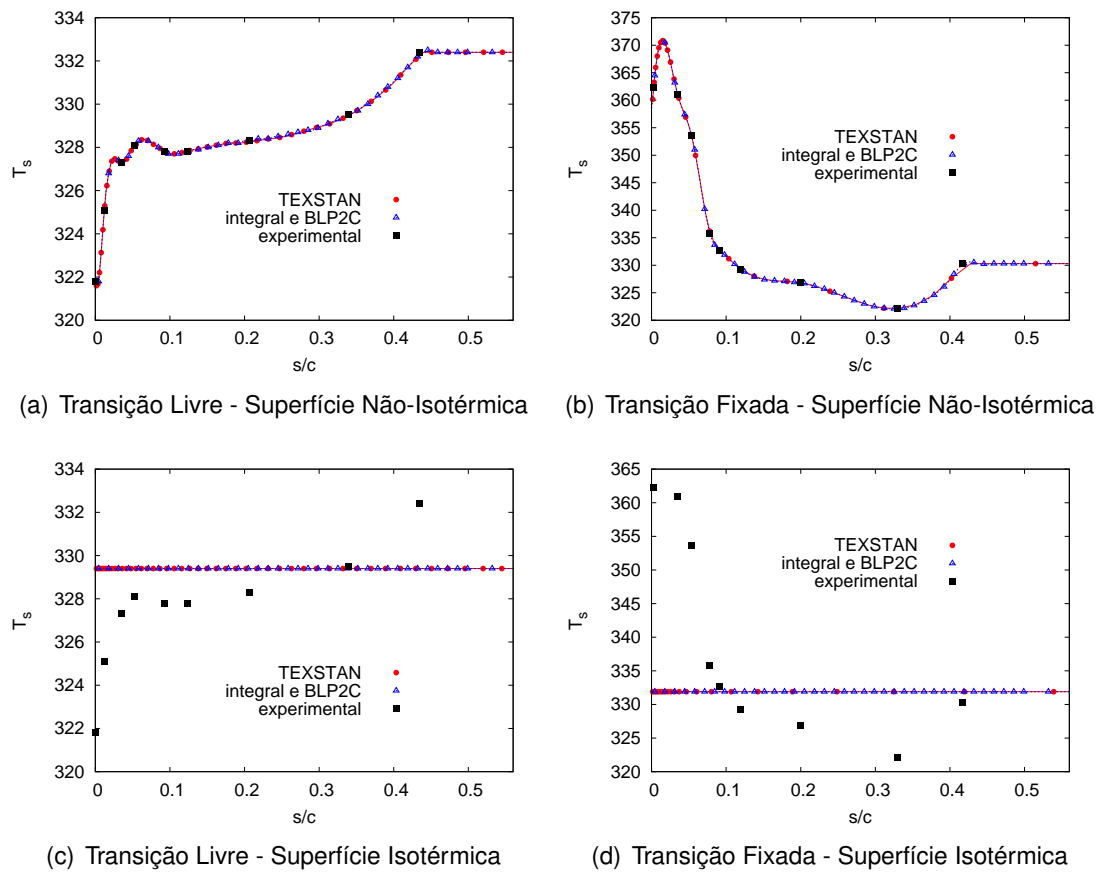 334
332
330
328
326
324
322
320
T_s
0 0.1 0.2 0.3 0.4 0.5
s/c
TEXSTAN
integral e BLP2C
experimental
(a) Transição Livre - Superfície Não-Isotérmica
375
370
365
360
355
350
345
340
335
330
325
320
T_s
0 0.1 0.2 0.3 0.4 0.5
s/c
TEXSTAN
integral e BLP2C
experimental
(b) Transição Fixada - Superfície Não-Isotérmica
334
332
330
328
326
324
322
320
T_s
0 0.1 0.2 0.3 0.4 0.5
s/c
TEXSTAN
integral e BLP2C
experimental
(c) Transição Livre - Superfície Isotérmica
365
360
355
350
345
340
335
330
325
320
T_s
0 0.1 0.2 0.3 0.4 0.5
s/c
TEXSTAN
integral e BLP2C
experimental
(d) Transição Fixada - Superfície Isotérmica